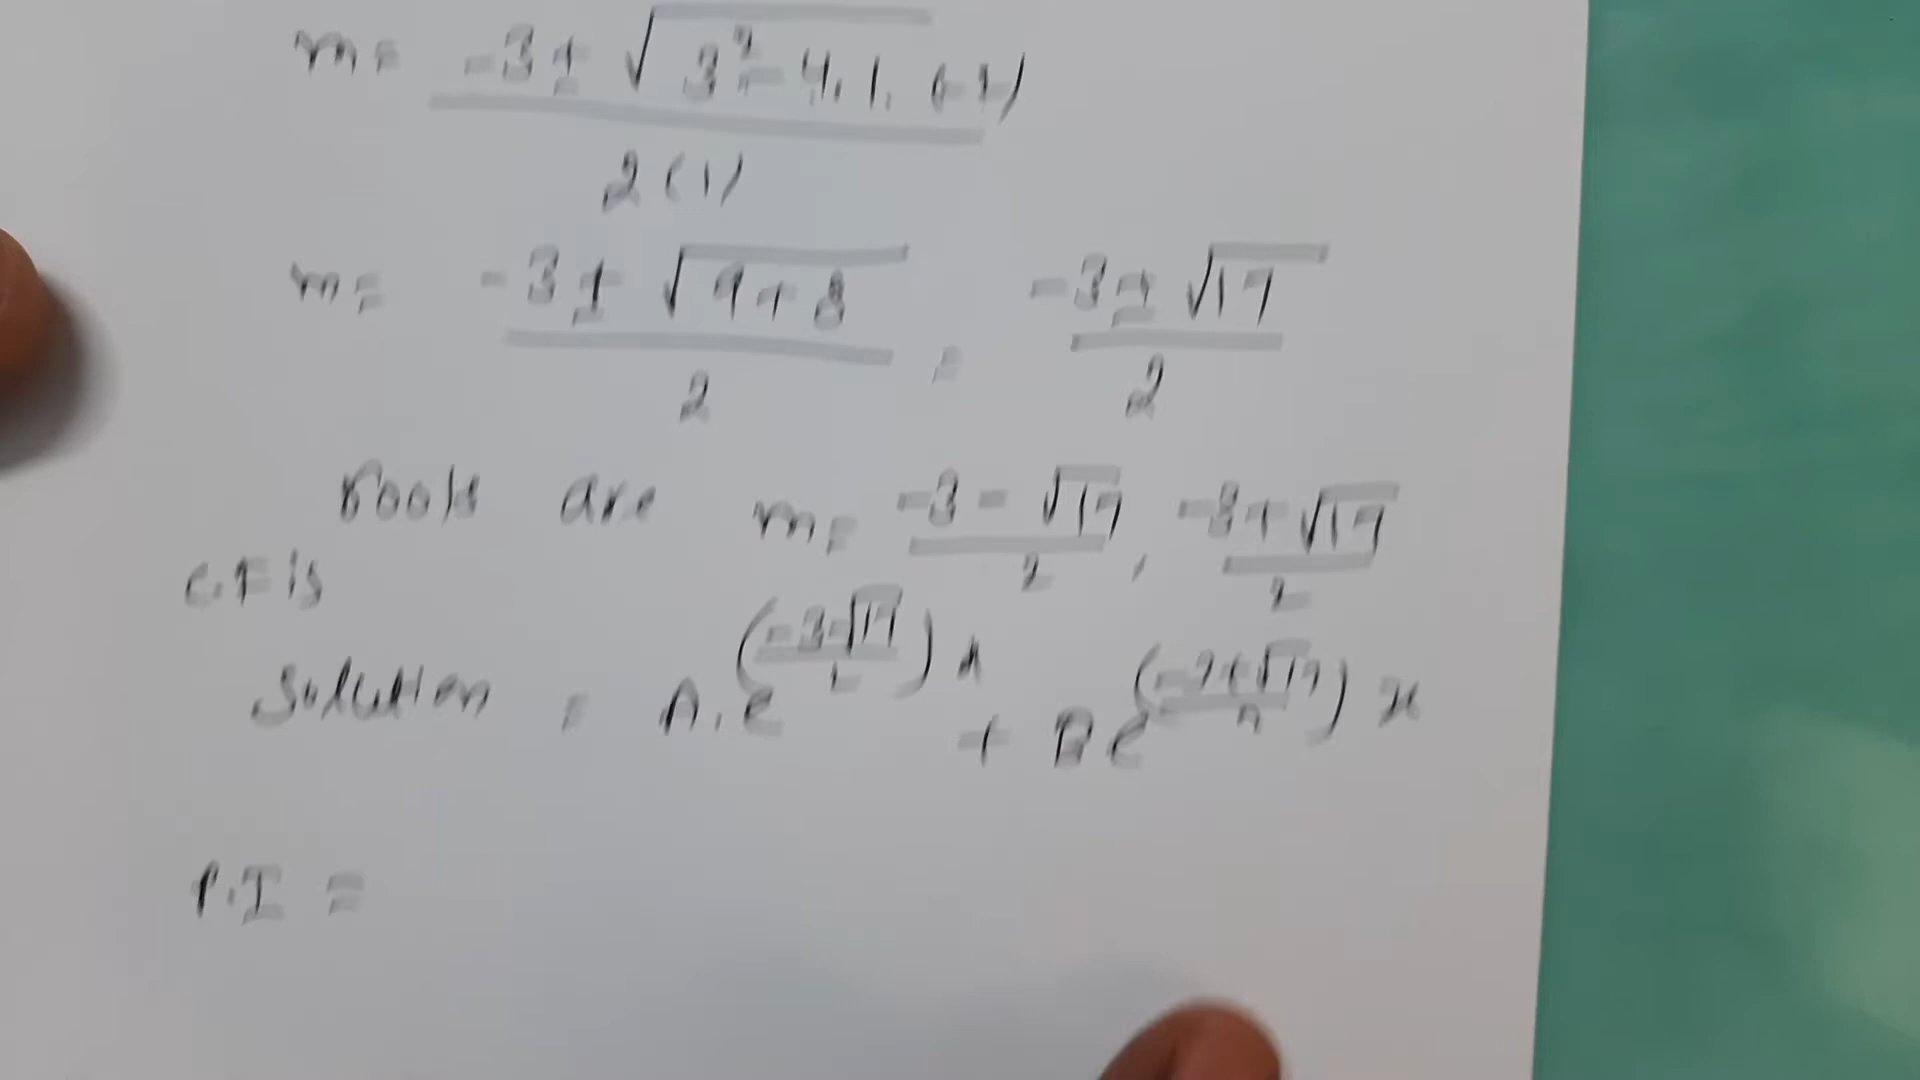 m = (-3 ± √(3² - 4.1.(-2))) / 2(1)
m = (-3 ± √(9 + 8)) / 2 = (-3 ± √17) / 2
roots are m = (-3 - √17) / 2 , (-3 + √17) / 2
C.F is
Solution = A.e^((-3-√17)/2)x + B e^((-3+√17)/2)x
P.I =